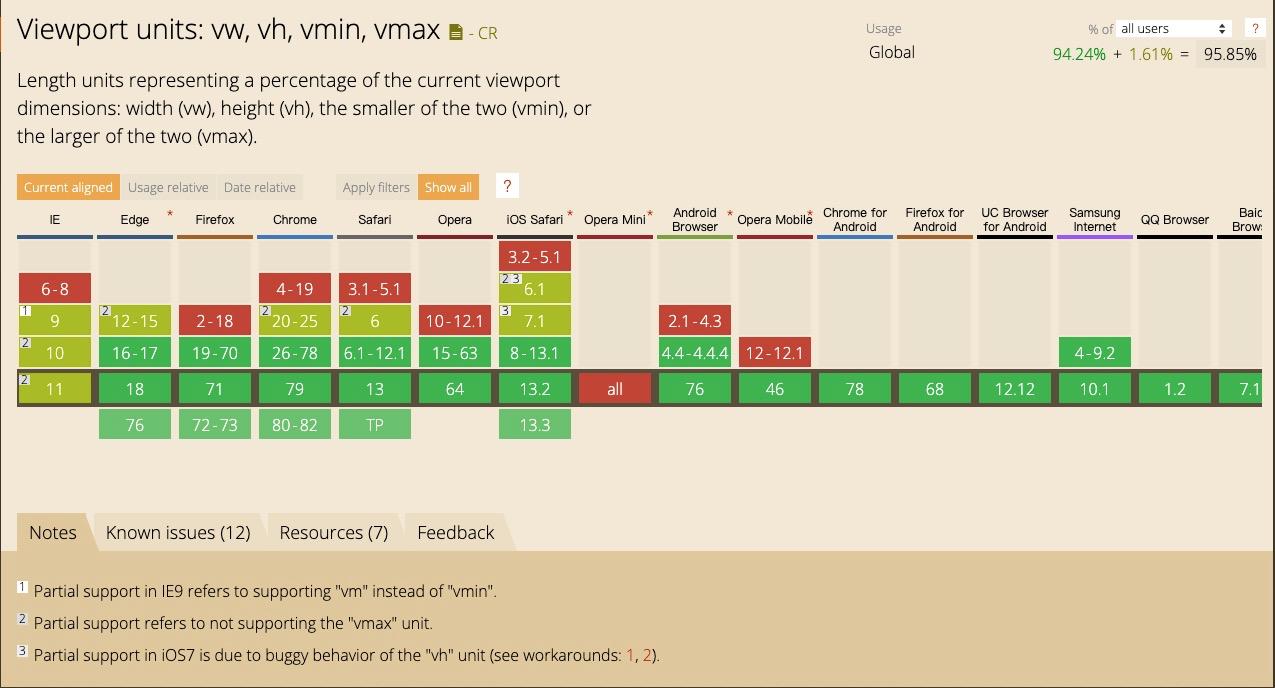 Viewport units: vw, vh, vmin, vmax - CR
Usage % of all users ?
Global 94.24% + 1.61% = 95.85%
Length units representing a percentage of the current viewport
dimensions: width (vw), height (vh), the smaller of the two (vmin), or
the larger of the two (vmax).
Current aligned Usage relative Date relative Apply filters Show all ?
IE Edge * Firefox Chrome Safari Opera iOS Safari * Opera Mini * Android Browser * Opera Mobile * Chrome for Android Firefox for Android UC Browser for Android Samsung Internet QQ Browser
3.2-5.1
6-8 4-19 3.1-5.1 2 3 6.1
1 9 2 12-15 2-18 2 20-25 2 6 10-12.1 3 7.1 2.1-4.3
2 10 16-17 19-70 26-78 6.1-12.1 15-63 8-13.1 4.4-4.4.4 12-12.1 4-9.2
2 11 18 71 79 13 64 13.2 all 76 46 78 68 12.12 10.1 1.2 7.1
76 72-73 80-82 TP 13.3
Notes Known issues (12) Resources (7) Feedback
1 Partial support in IE9 refers to supporting "vm" instead of "vmin".
2 Partial support refers to not supporting the "vmax" unit.
3 Partial support in iOS7 is due to buggy behavior of the "vh" unit (see workarounds: 1, 2).